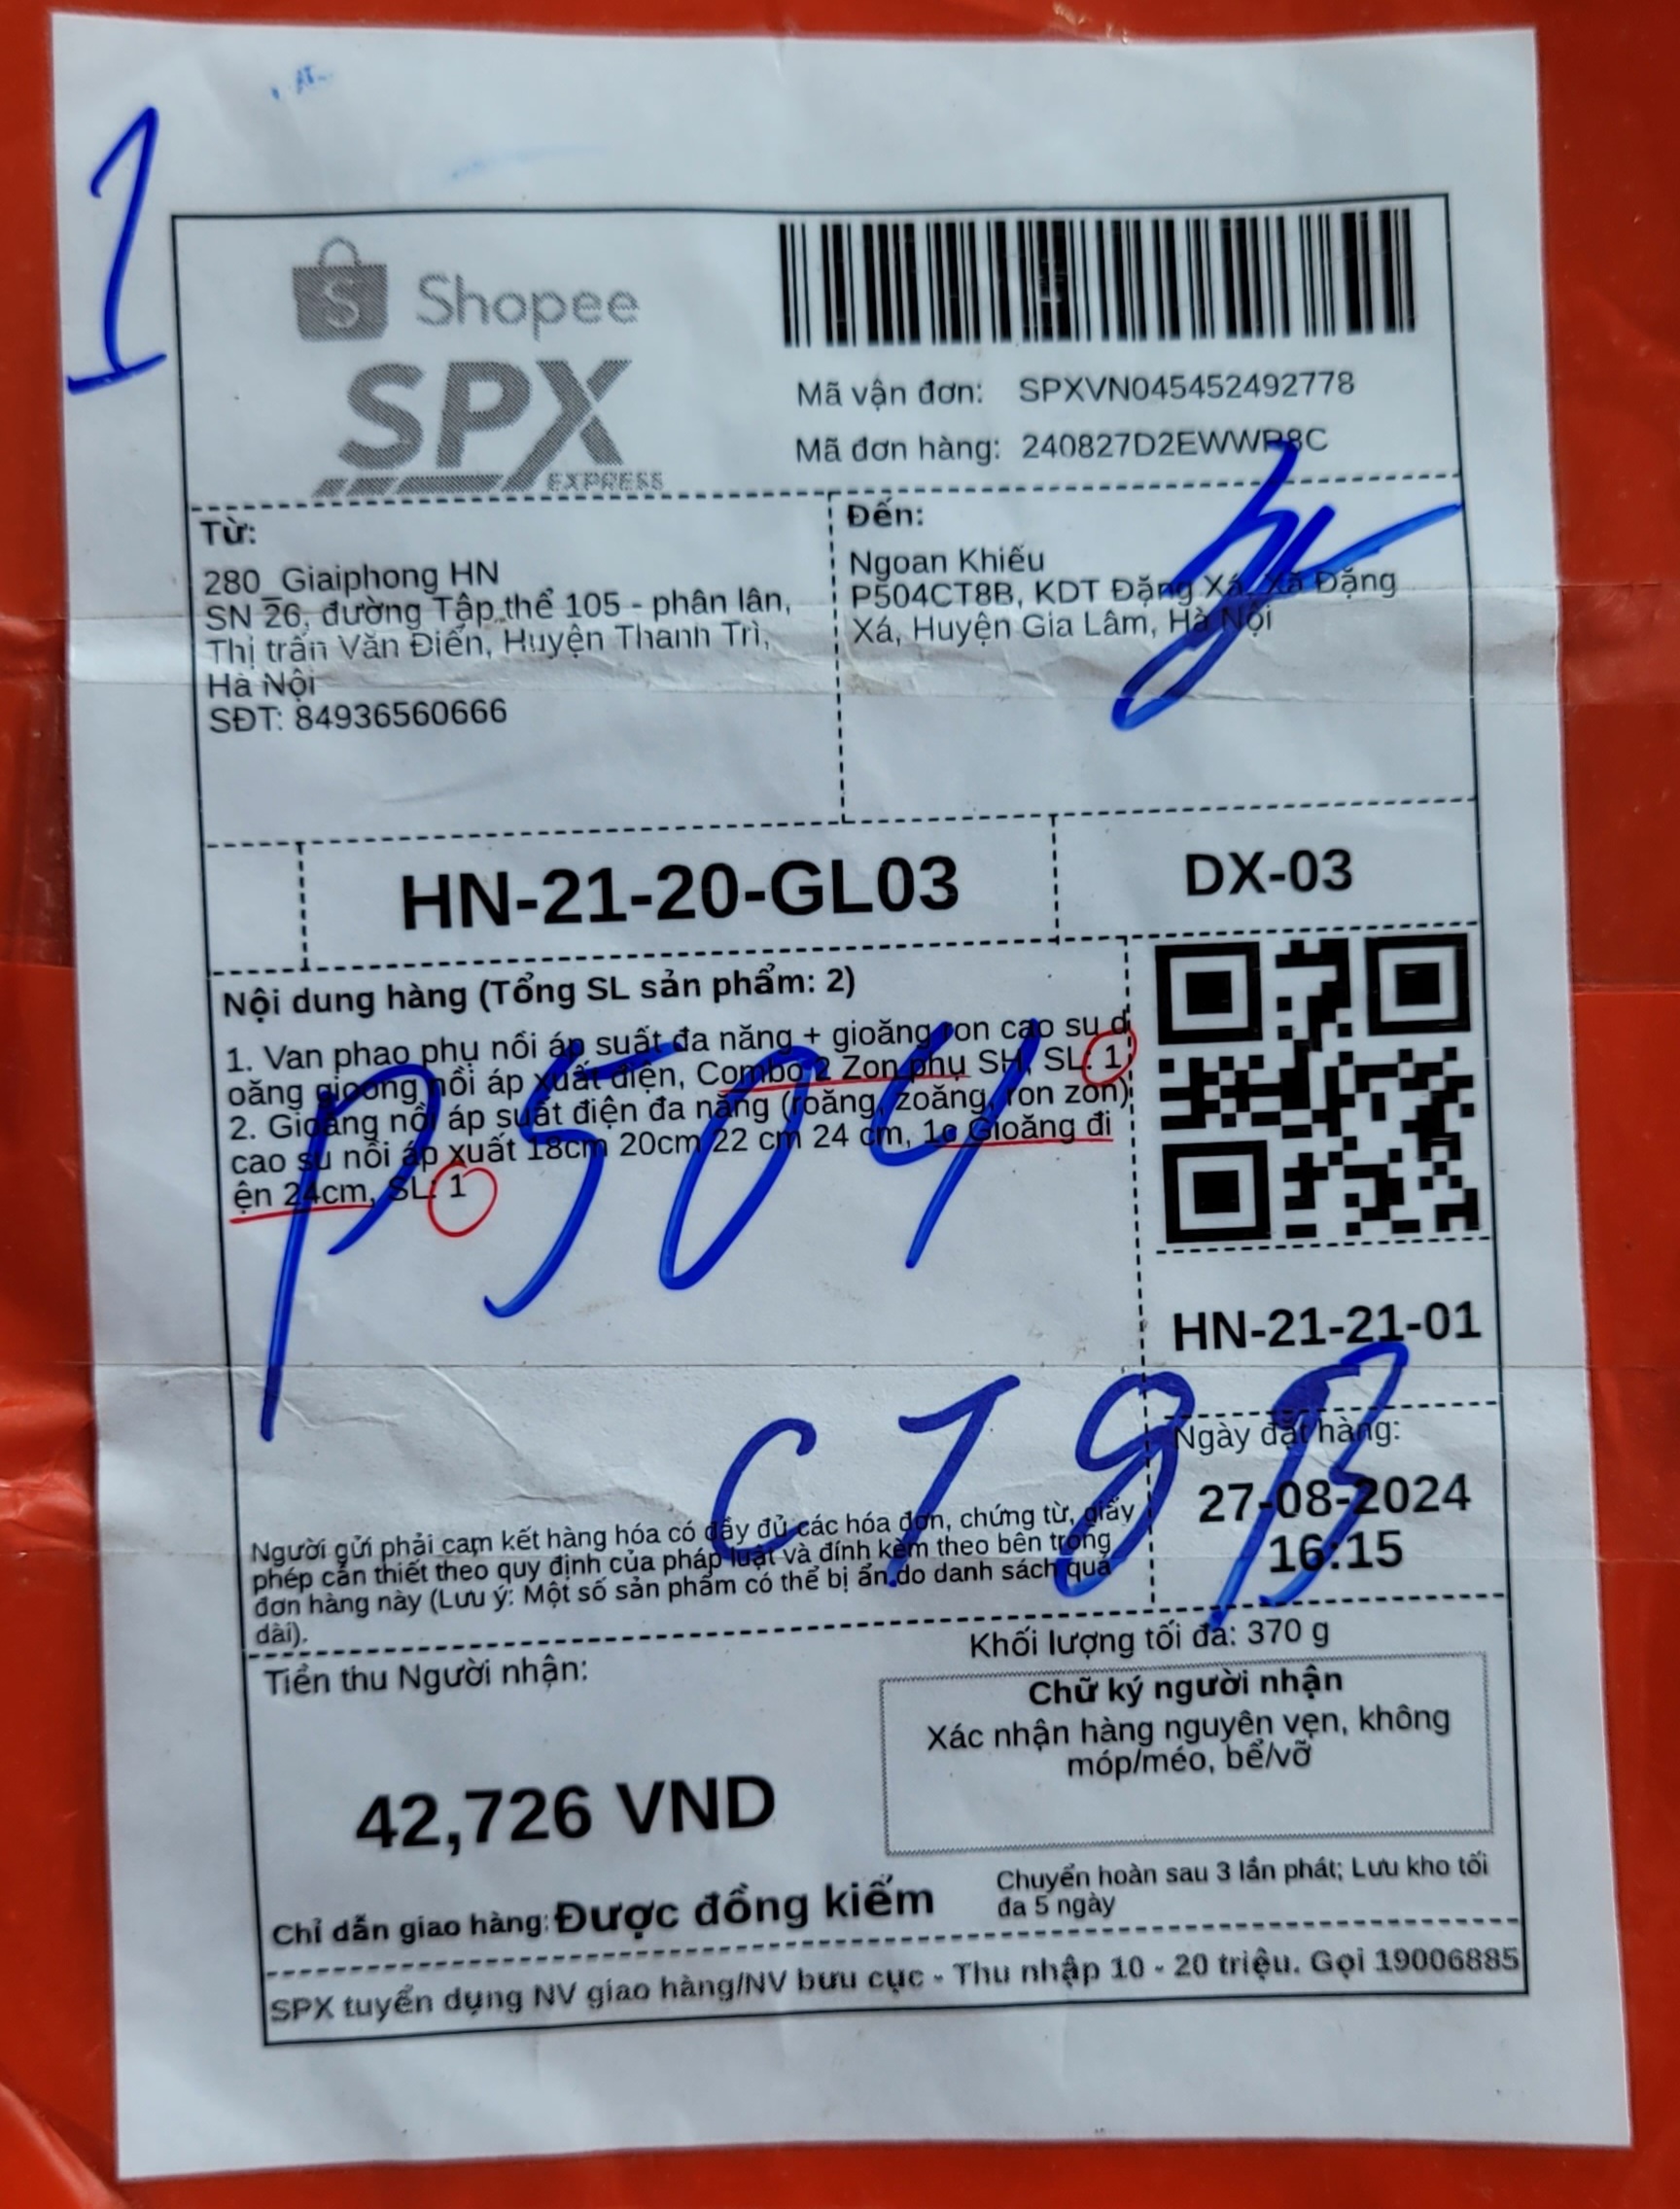 1
Shopee
SPX
EXPRESS
Mã vận đơn: SPXVN045452492778
Mã đơn hàng: 240827D2EWWR8C
Từ:
280_Giaiphong HN
SN 26, đường Tập thể 105 - phân lân,
Thị trấn Văn Điển, Huyện Thanh Trì,
Hà Nội
SĐT: 84936560666
Đến:
Ngoan Khiếu
P504CT8B, KDT Đặng Xá, Xã Đặng
Xá, Huyện Gia Lâm, Hà Nội
HN-21-20-GL03
DX-03
Nội dung hàng (Tổng SL sản phẩm: 2)
1. Van phao phụ nồi áp suất đa năng + gioăng ron cao su d
oăng gioong nồi áp xuất điện, Combo 2 Zon phụ SH, SL: 1
2. Gioăng nồi áp suất điện đa năng (roăng, zoăng, ron zon)
cao su nồi áp xuất 18cm 20cm 22 cm 24 cm, 1c Gioăng đi
ện 24cm, SL: 1
P504
CT8B
HN-21-21-01
Ngày đặt hàng:
27-08-2024
16:15
Người gửi phải cam kết hàng hóa có đầy đủ các hóa đơn, chứng từ, giấy
phép cần thiết theo quy định của pháp luật và đính kèm theo bên trong
đơn hàng này (Lưu ý: Một số sản phẩm có thể bị ẩn do danh sách quá
dài).
Khối lượng tối đa: 370 g
Tiền thu Người nhận:
42,726 VND
Chữ ký người nhận
Xác nhận hàng nguyên vẹn, không
móp/méo, bể/vỡ
Chỉ dẫn giao hàng: Được đồng kiểm
Chuyển hoàn sau 3 lần phát; Lưu kho tối
đa 5 ngày
SPX tuyển dụng NV giao hàng/NV bưu cục - Thu nhập 10 - 20 triệu. Gọi 19006885